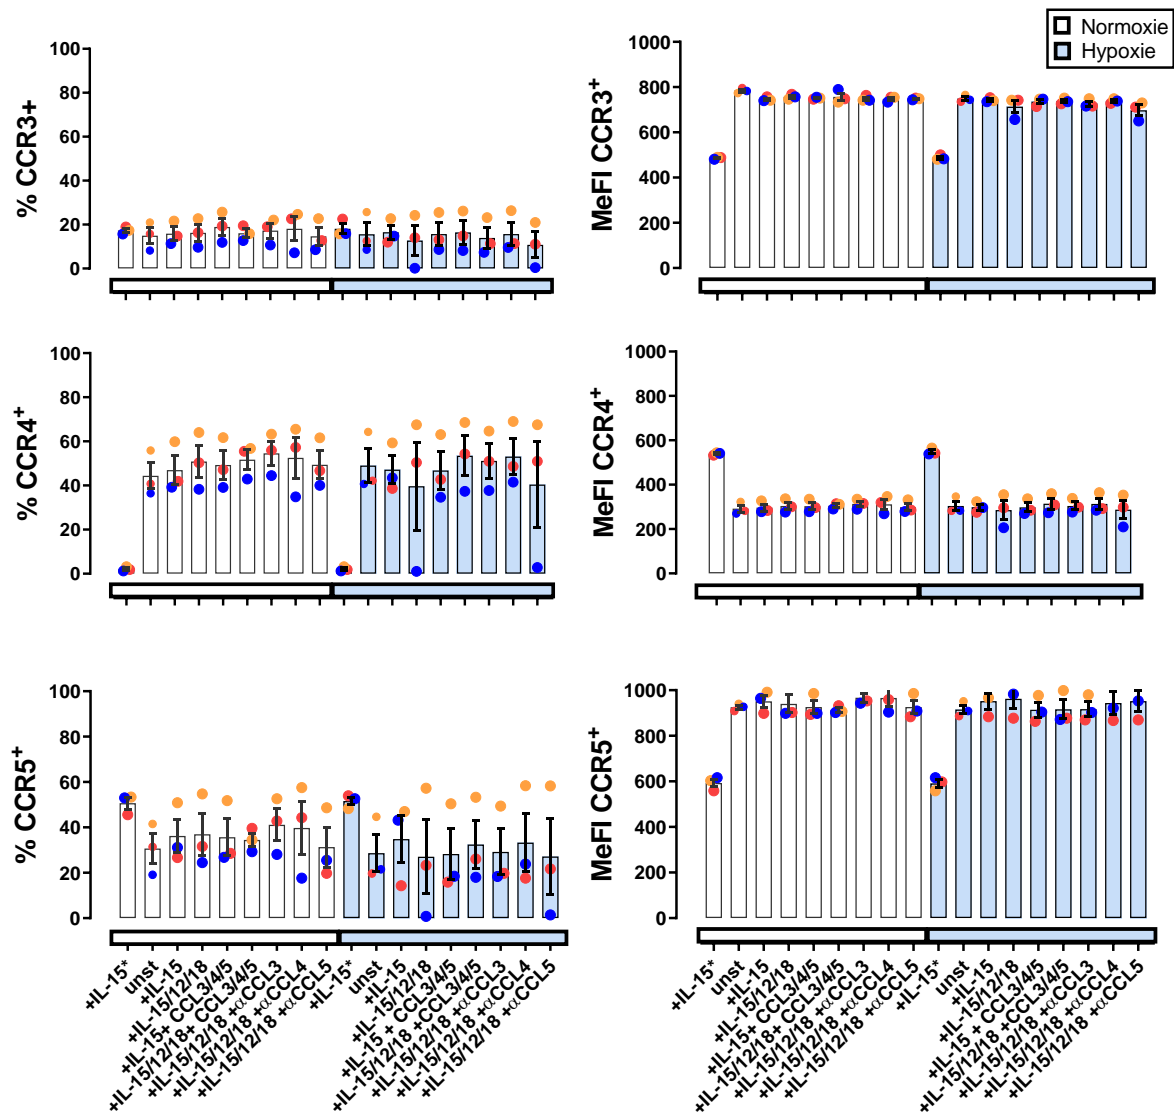 Normoxie
Hypoxie
% CCR3+
100
80
60
40
20
0
MeFI CCR3+
1000
800
600
400
200
0
% CCR4+
100
80
60
40
20
0
MeFI CCR4+
1000
800
600
400
200
0
% CCR5+
100
80
60
40
20
0
MeFI CCR5+
1000
800
600
400
200
0
+IL-15*
unst
+IL-15
+IL-15/12/18
+IL-15+ CCL3/4/5
+IL-15/12/18+ CCL3/4/5
+IL-15/12/18 +αCCL3
+IL-15/12/18 +αCCL4
+IL-15/12/18 +αCCL5
+IL-15*
unst
+IL-15
+IL-15/12/18
+IL-15 + CCL3/4/5
+IL-15/12/18 +CCL3/4/5
+IL-15/12/18 +αCCL3
+IL-15/12/18 +αCCL4
+IL-15/12/18 +αCCL5
+IL-15*
unst
+IL-15
+IL-15/12/18
+IL-15+ CCL3/4/5
+IL-15/12/18+ CCL3/4/5
+IL-15/12/18 +αCCL3
+IL-15/12/18 +αCCL4
+IL-15/12/18 +αCCL5
+IL-15*
unst
+IL-15
+IL-15/12/18
+IL-15 + CCL3/4/5
+IL-15/12/18 +CCL3/4/5
+IL-15/12/18 +αCCL3
+IL-15/12/18 +αCCL4
+IL-15/12/18 +αCCL5